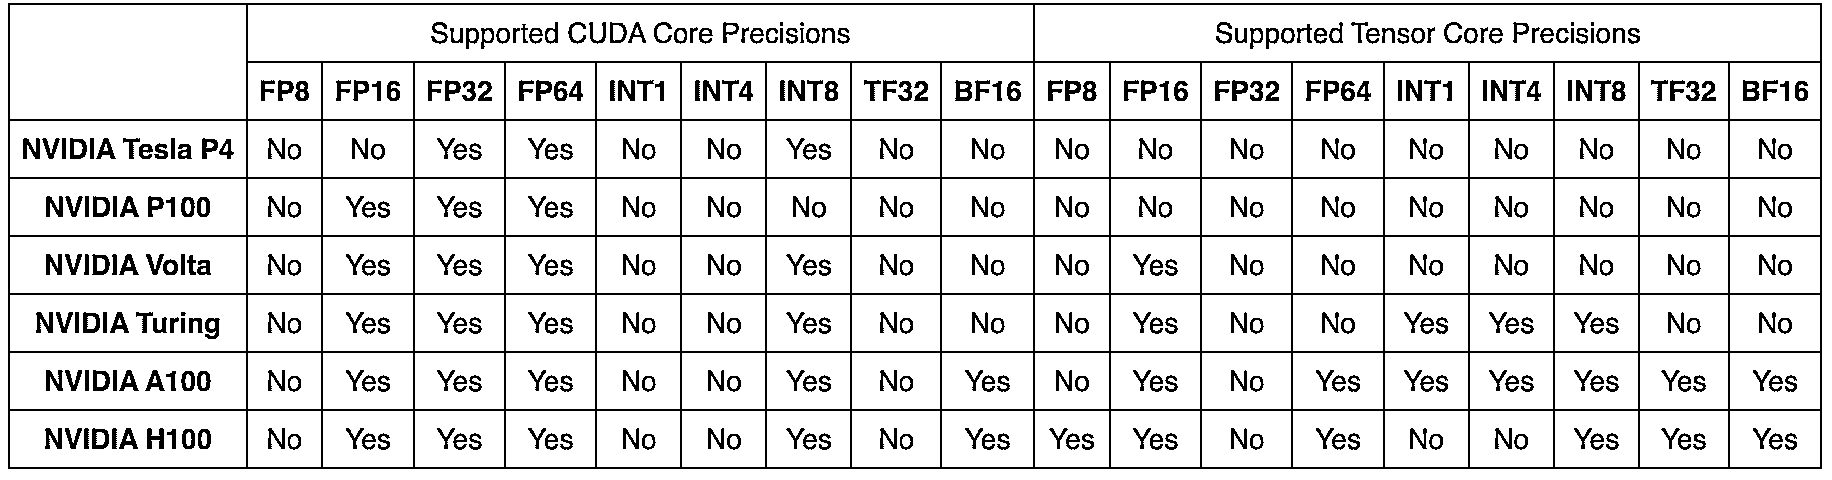 Supported CUDA Core Precisions Supported Tensor Core Precisions
FP8 FP16 FP32 FP64 INT1 INT4 INT8 TF32 BF16 FP8 FP16 FP32 FP64 INT1 INT4 INT8 TF32 BF16
NVIDIA Tesla P4 No No Yes Yes No No Yes No No No No No No No No No No No
NVIDIA P100 No Yes Yes Yes No No No No No No No No No No No No No No
NVIDIA Volta No Yes Yes Yes No No Yes No No No Yes No No No No No No No
NVIDIA Turing No Yes Yes Yes No No Yes No No No Yes No No Yes Yes Yes No No
NVIDIA A100 No Yes Yes Yes No No Yes No Yes No Yes No Yes Yes Yes Yes Yes Yes
NVIDIA H100 No Yes Yes Yes No No Yes No Yes Yes Yes No Yes No No Yes Yes Yes